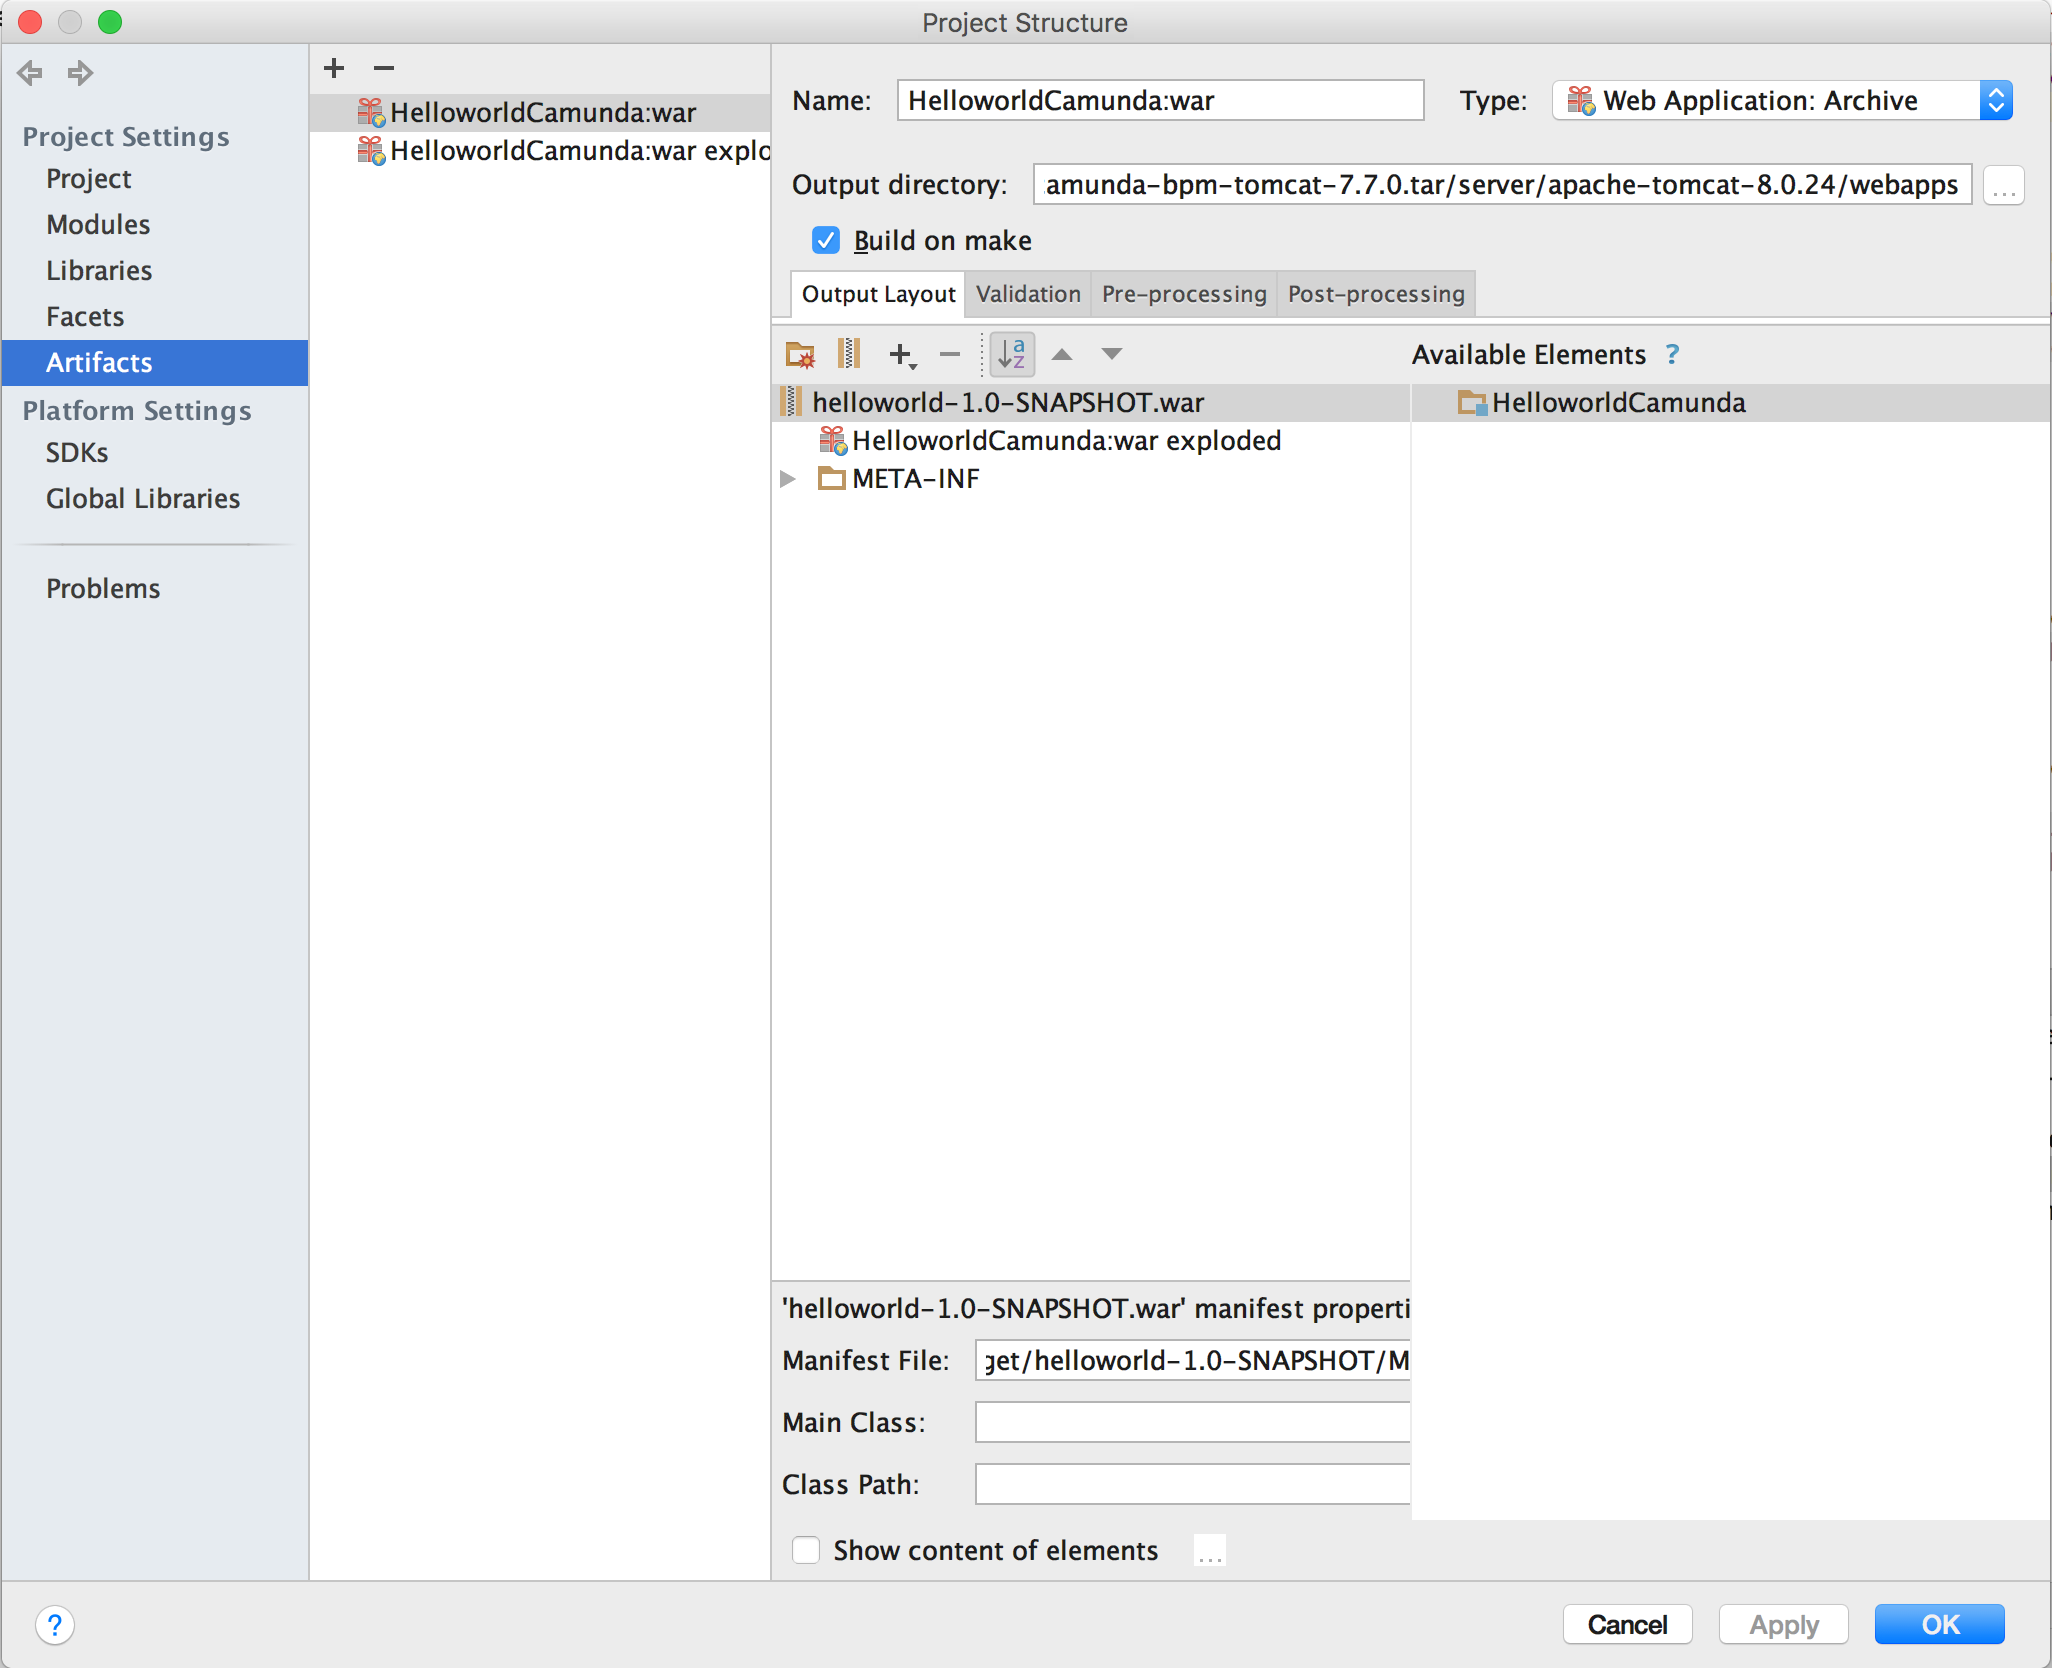 Project Structure
Project Settings
Project
Modules
Libraries
Facets
Artifacts
Platform Settings
SDKs
Global Libraries
Problems
HelloworldCamunda:war
HelloworldCamunda:war explo
Name: HelloworldCamunda:war Type: Web Application: Archive
Output directory: amunda-bpm-tomcat-7.7.0.tar/server/apache-tomcat-8.0.24/webapps ...
Build on make
Output Layout Validation Pre-processing Post-processing
a z Available Elements ?
helloworld-1.0-SNAPSHOT.war
HelloworldCamunda:war exploded
META-INF
HelloworldCamunda
'helloworld-1.0-SNAPSHOT.war' manifest properti
Manifest File: get/helloworld-1.0-SNAPSHOT/M
Main Class:
Class Path:
Show content of elements ...
? Cancel Apply OK